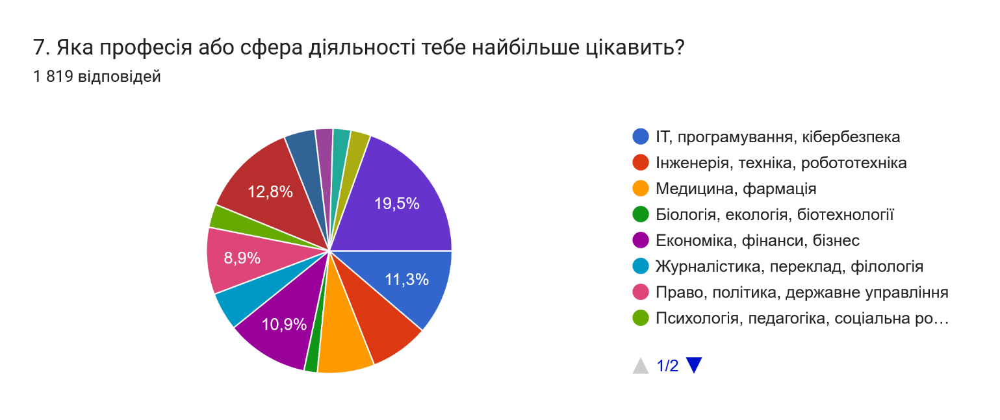 7. Яка професія або сфера діяльності тебе найбільше цікавить?
1 819 відповідей
ІТ, програмування, кібербезпека
Інженерія, техніка, робототехніка
Медицина, фармація
Біологія, екологія, біотехнології
Економіка, фінанси, бізнес
Журналістика, переклад, філологія
Право, політика, державне управління
Психологія, педагогіка, соціальна ро…
1/2
19,5%
12,8%
8,9%
11,3%
10,9%